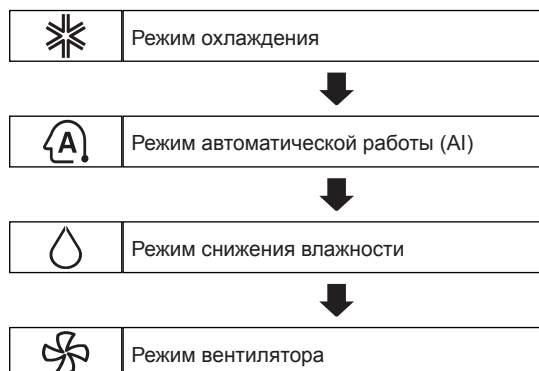 Режим охлаждения
A
Режим автоматической работы (AI)
Режим снижения влажности
Режим вентилятора